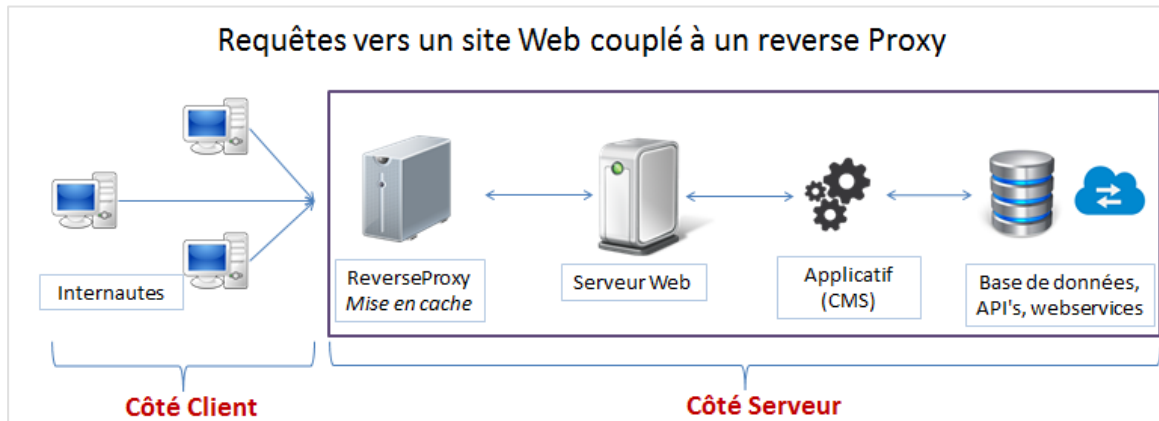 Requêtes vers un site Web couplé à un reverse Proxy
Internautes
ReverseProxy
Mise en cache
Serveur Web
Applicatif
(CMS)
Base de données,
API's, webservices
Côté Client
Côté Serveur